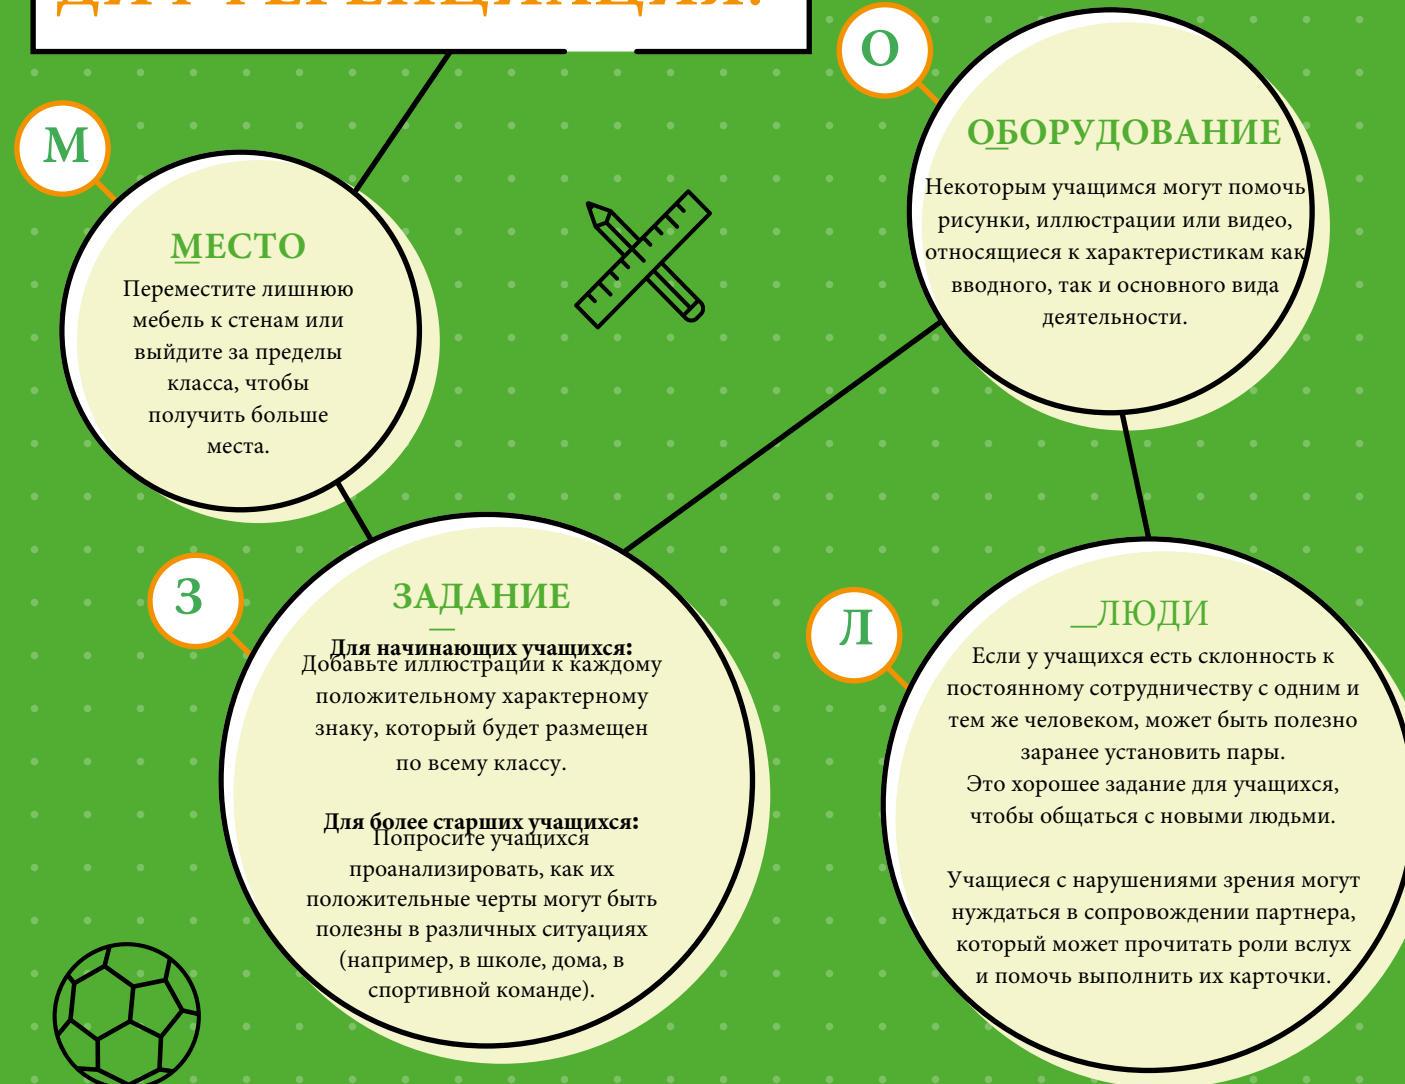 ДИФФЕРЕНЦИАЦИЯ:
М
МЕСТО
Переместите лишнюю
мебель к стенам или
выйдите за пределы
класса, чтобы
получить больше
места.
О
ОБОРУДОВАНИЕ
Некоторым учащимся могут помочь
рисунки, иллюстрации или видео,
относящиеся к характеристикам как
вводного, так и основного вида
деятельности.
З
ЗАДАНИЕ
Для начинающих учащихся:
Добавьте иллюстрации к каждому
положительному характерному
знаку, который будет размещен
по всему классу.
Для более старших учащихся:
Попросите учащихся
проанализировать, как их
положительные черты могут быть
полезны в различных ситуациях
(например, в школе, дома, в
спортивной команде).
Л
__ЛЮДИ
Если у учащихся есть склонность к
постоянному сотрудничеству с одним и
тем же человеком, может быть полезно
заранее установить пары.
Это хорошее задание для учащихся,
чтобы общаться с новыми людьми.
Учащиеся с нарушениями зрения могут
нуждаться в сопровождении партнера,
который может прочитать роли вслух
и помочь выполнить их карточки.